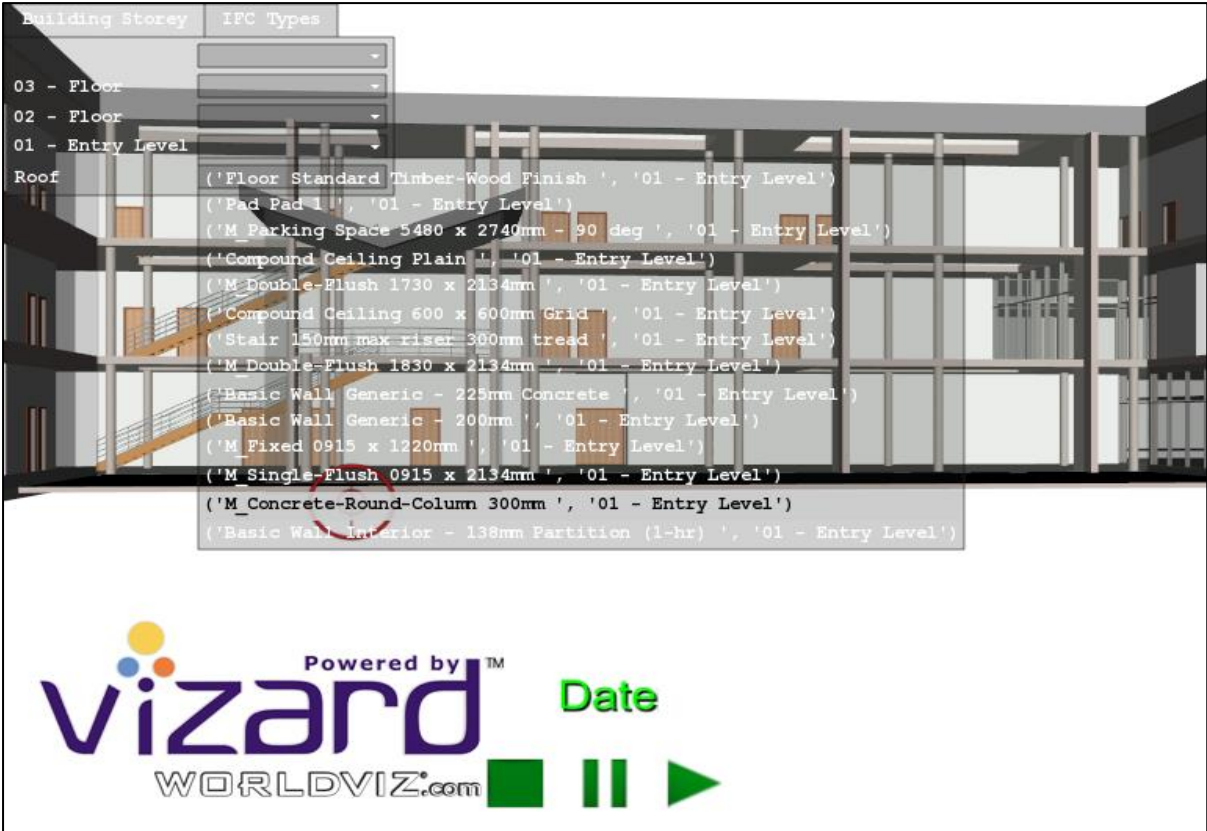 Building Storey IFC Types
03 - Floor
02 - Floor
01 - Entry Level
Roof
('Floor Standard Timber-Wood Finish ', '01 - Entry Level')
('Pad Pad 1 ', '01 - Entry Level')
('M_Parking Space 5480 x 2740mm - 90 deg ', '01 - Entry Level')
('Compound Ceiling Plain ', '01 - Entry Level')
('M_Double-Flush 1730 x 2134mm ', '01 - Entry Level')
('Compound Ceiling 600 x 600mm Grid ', '01 - Entry Level')
('Stair 150mm max riser 300mm tread ', '01 - Entry Level')
('M_Double-Flush 1830 x 2134mm ', '01 - Entry Level')
('Basic Wall Generic - 225mm Concrete ', '01 - Entry Level')
('Basic Wall Generic - 200mm ', '01 - Entry Level')
('M_Fixed 0915 x 1220mm ', '01 - Entry Level')
('M_Single-Flush 0915 x 2134mm ', '01 - Entry Level')
('M_Concrete-Round-Column 300mm ', '01 - Entry Level')
('Basic Wall Interior - 138mm Partition (1-hr) ', '01 - Entry Level')
Powered by TM
vizard
WORLDVIZ.com
Date